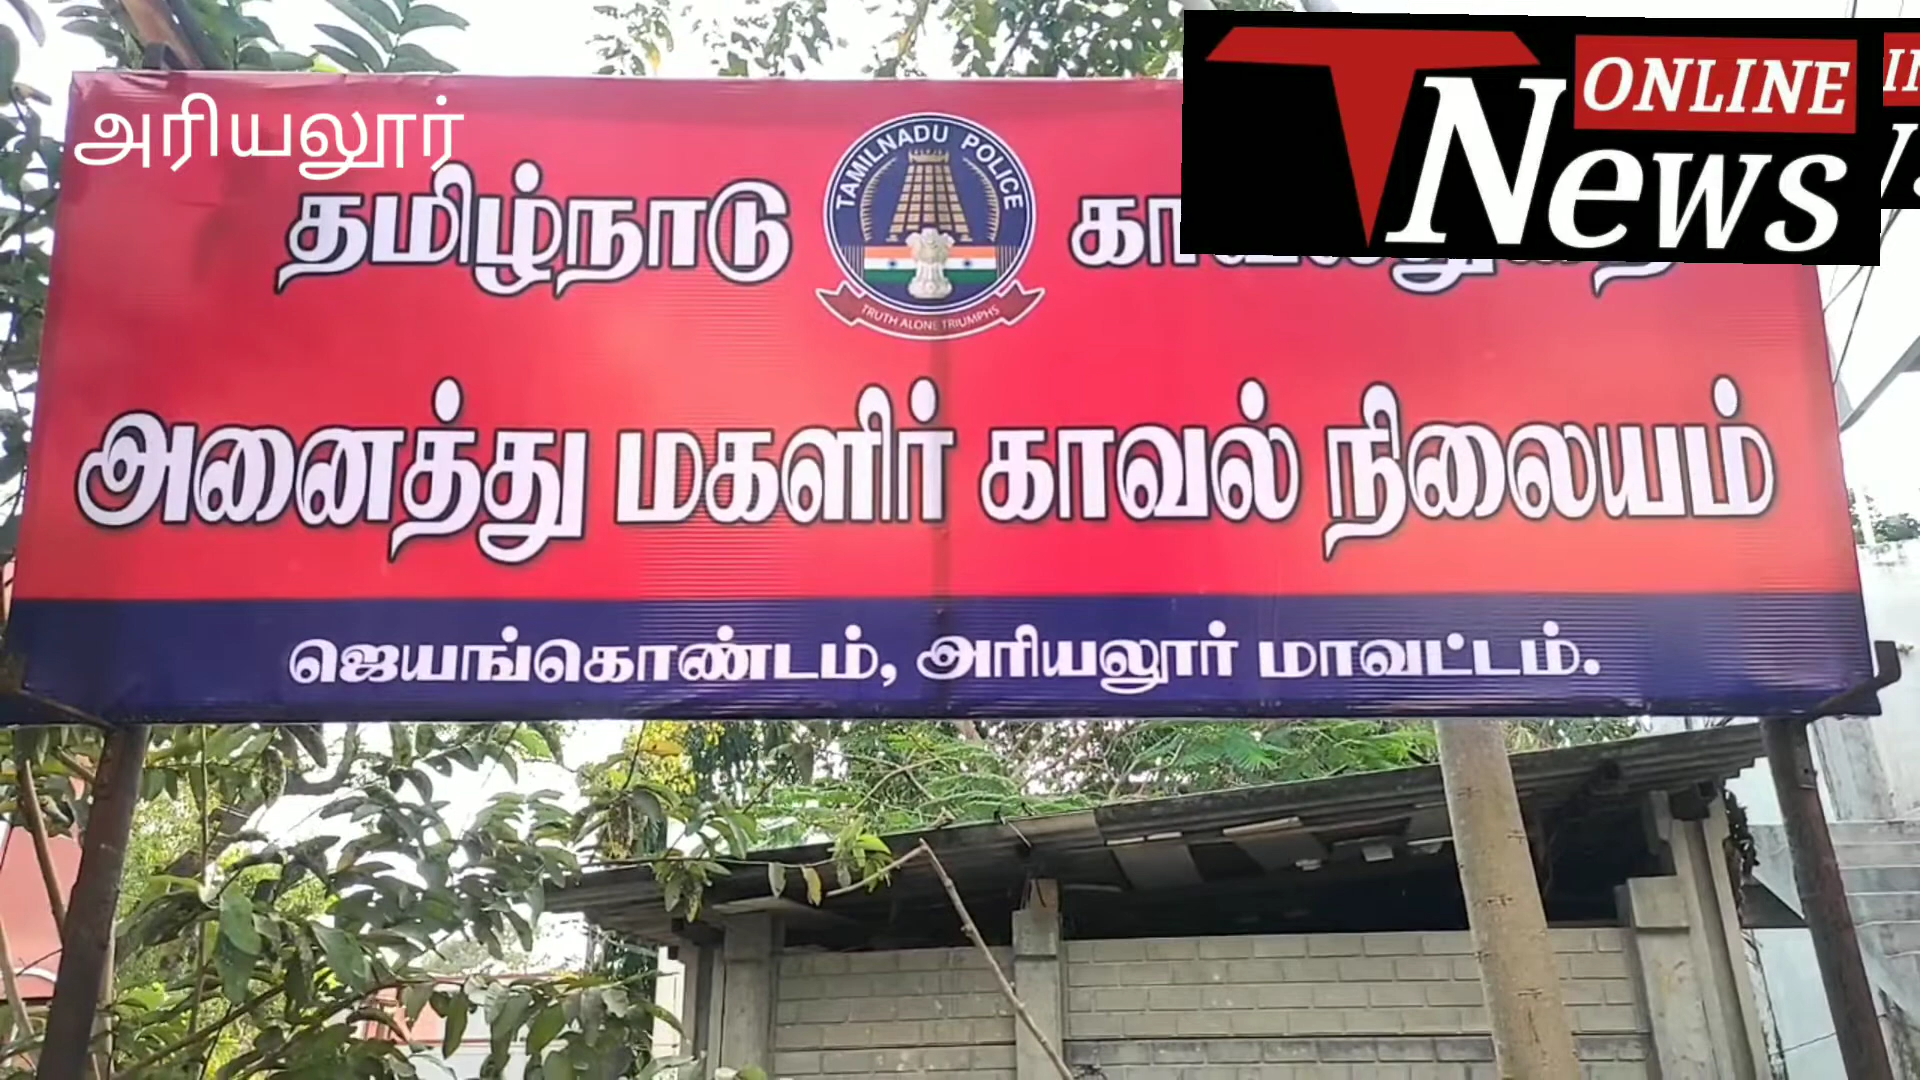 அரியலூர்
தமிழ்நாடு
TAMILNADU POLICE
TRUTH ALONE TRIUMPHS
அனைத்து மகளிர் காவல் நிலையம்
ஜெயங்கொண்டம், அரியலூர் மாவட்டம்.
T News ONLINE